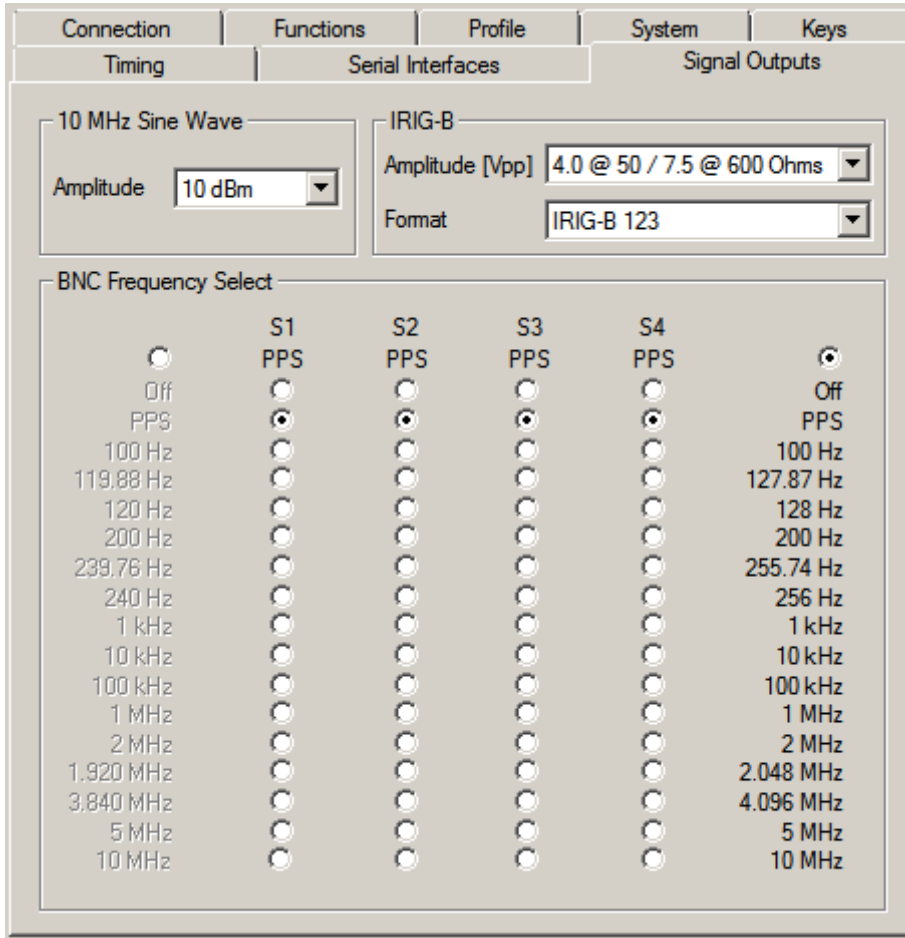 Connection Functions Profile System Keys
Timing Serial Interfaces Signal Outputs
10 MHz Sine Wave IRIG-B
Amplitude 10 dBm
Amplitude [Vpp] 4.0 @ 50 / 7.5 @ 600 Ohms
Format IRIG-B 123
BNC Frequency Select
S1 S2 S3 S4
PPS PPS PPS PPS
Off Off
PPS PPS
100 Hz 100 Hz
119.88 Hz 127.87 Hz
120 Hz 128 Hz
200 Hz 200 Hz
239.76 Hz 255.74 Hz
240 Hz 256 Hz
1 kHz 1 kHz
10 kHz 10 kHz
100 kHz 100 kHz
1 MHz 1 MHz
2 MHz 2 MHz
1.920 MHz 2.048 MHz
3.840 MHz 4.096 MHz
5 MHz 5 MHz
10 MHz 10 MHz